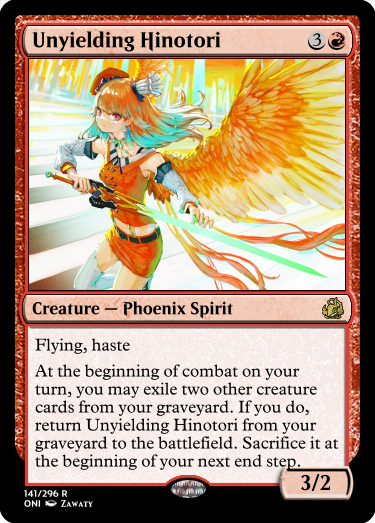 Unyielding Hinotori 3
Creature — Phoenix Spirit
Flying, haste
At the beginning of combat on your
turn, you may exile two other creature
cards from your graveyard. If you do,
return Unyielding Hinotori from your
graveyard to the battlefield. Sacrifice it at
the beginning of your next end step.
3/2
141/296 R
ONI Zawaty